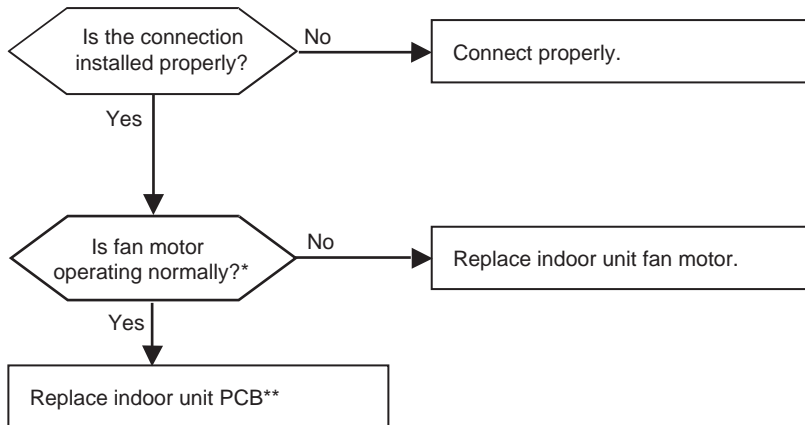 Is the connection
installed properly?
No
Connect properly.
Yes
Is fan motor
operating normally?*
No
Replace indoor unit fan motor.
Yes
Replace indoor unit PCB**